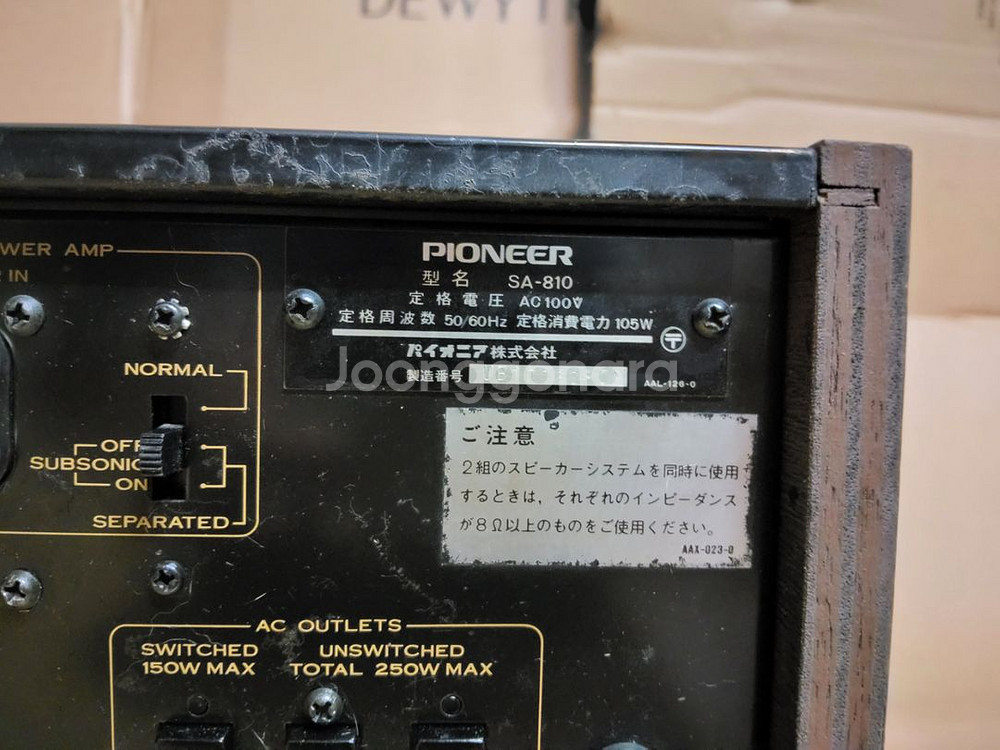 DEWYT
WER AMP
IN
NORMAL
OFF
SUBSONIC
ON
SEPARATED
PIONEER
型名 SA-810
定格電圧 AC100V
定格周波数 50/60Hz 定格消費電力 105W
パイオニア株式会社
製造番号
AAL-126-0
Joonggonara
ご注意
2組のスピーカーシステムを同時に使用
するときは，それぞれのインピーダンス
が8Ω以上のものをご使用ください。
AAX-023-0
AC OUTLETS
SWITCHED
150W MAX
UNSWITCHED
TOTAL 250W MAX